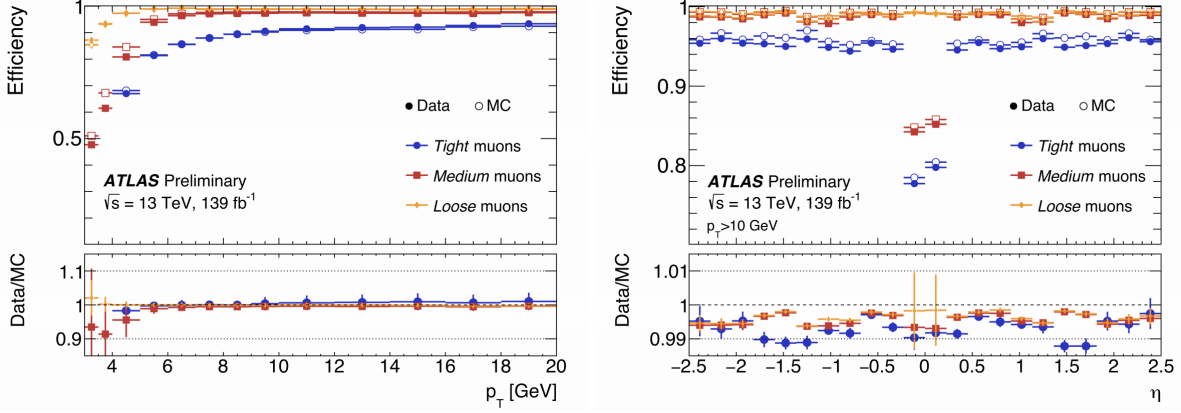 Efficiency
1
0.5
Data
MC
Tight muons
Medium muons
Loose muons
ATLAS Preliminary
√s = 13 TeV, 139 fb-1
Data/MC
1.1
1
0.9
4 6 8 10 12 14 16 18 20
pT [GeV]
Efficiency
1
0.9
0.8
Data
MC
Tight muons
Medium muons
Loose muons
ATLAS Preliminary
√s = 13 TeV, 139 fb-1
pT>10 GeV
Data/MC
1.01
1
0.99
−2.5 −2 −1.5 −1 −0.5 0 0.5 1 1.5 2 2.5
η